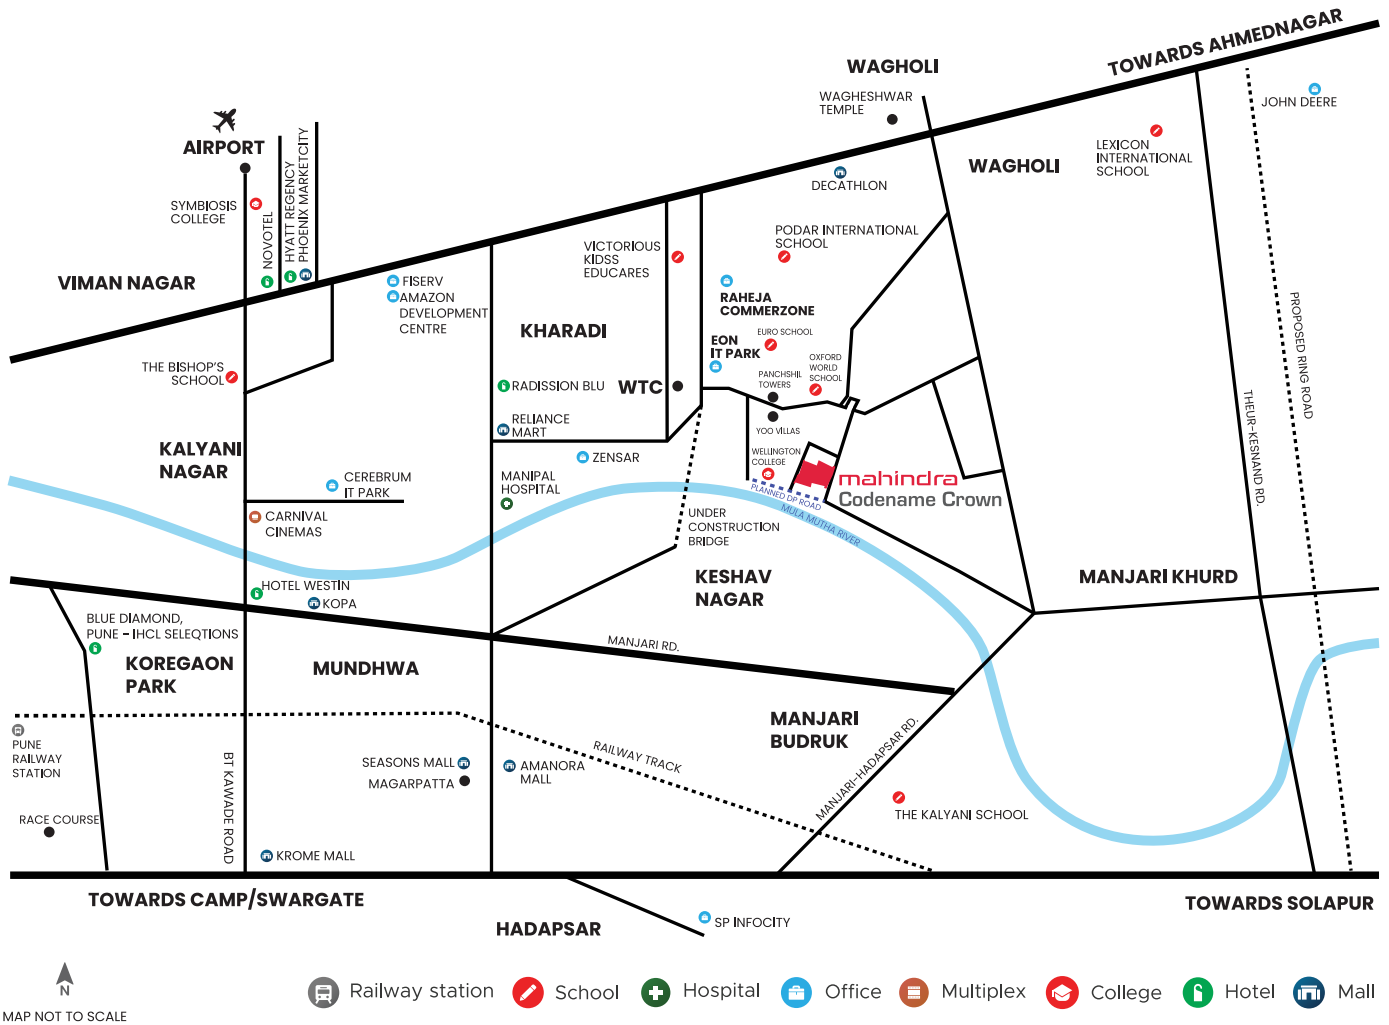 TOWARDS AHMEDNAGAR
WAGHOLI
WAGHESHWAR
TEMPLE
JOHN DEERE
AIRPORT
LEXICON
INTERNATIONAL
SCHOOL
WAGHOLI
DECATHLON
SYMBIOSIS
COLLEGE
NOVOTEL
HYATT REGENCY
PHOENIX MARKETCITY
VICTORIOUS
KIDSS
EDUCARES
PODAR INTERNATIONAL
SCHOOL
VIMAN NAGAR
FISERV
AMAZON
DEVELOPMENT
CENTRE
RAHEJA
COMMERZONE
KHARADI
EURO SCHOOL
EON
IT PARK
OXFORD
WORLD
SCHOOL
PANCHSHIL
TOWERS
PROPOSED RING ROAD
THE BISHOP'S
SCHOOL
RADISSION BLU
WTC
RELIANCE
MART
YOO VILLAS
THEUR-KESNAND RD.
KALYANI
NAGAR
ZENSAR
WELLINGTON
COLLEGE
CEREBRUM
IT PARK
MANIPAL
HOSPITAL
mahindra
Codename Crown
PLANNED DP ROAD
MULA MUTHA RIVER
CARNIVAL
CINEMAS
UNDER
CONSTRUCTION
BRIDGE
KESHAV
NAGAR
MANJARI KHURD
HOTEL WESTIN
KOPA
BLUE DIAMOND,
PUNE - IHCL SELEQTIONS
MANJARI RD.
KOREGAON
PARK
MUNDHWA
MANJARI
BUDRUK
PUNE
RAILWAY
STATION
BT KAWADE ROAD
SEASONS MALL
MAGARPATTA
AMANORA
MALL
RAILWAY TRACK
MANJARI-HADAPSAR RD.
THE KALYANI SCHOOL
RACE COURSE
KROME MALL
TOWARDS CAMP/SWARGATE
HADAPSAR
SP INFOCITY
TOWARDS SOLAPUR
N
MAP NOT TO SCALE
Railway station
School
Hospital
Office
Multiplex
College
Hotel
Mall